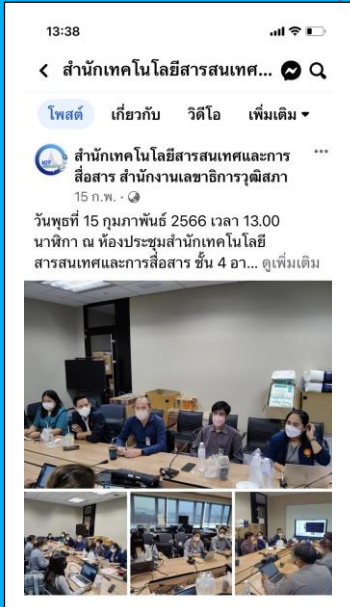 13:38
สำนักเทคโนโลยีสารสนเทศ...
โพสต์ เกี่ยวกับ วิดีโอ เพิ่มเติม
สำนักเทคโนโลยีสารสนเทศและการ
สื่อสาร สำนักงานเลขาธิการวุฒิสภา
15 ก.พ. ·
วันพุธที่ 15 กุมภาพันธ์ 2566 เวลา 13.00
นาฬิกา ณ ห้องประชุมสำนักเทคโนโลยี
สารสนเทศและการสื่อสาร ชั้น 4 อา... ดูเพิ่มเติม